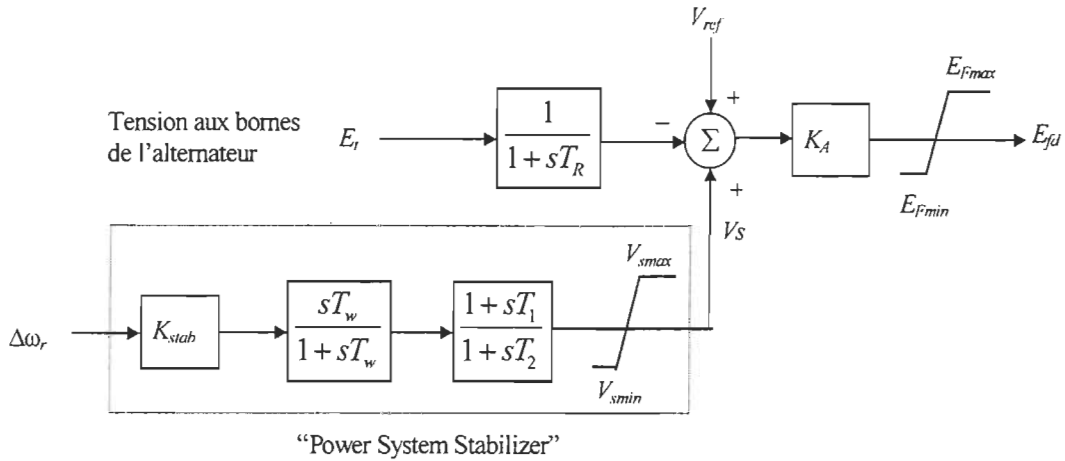 V_ref
E_Fmax
+
Tension aux bornes
de l'alternateur
E_t
1
1 + sT_R
−
Σ
K_A
E_fd
+
E_Fmin
Vs
V_smax
Δω_r
K_stab
sT_w
1 + sT_w
1 + sT_1
1 + sT_2
V_smin
“Power System Stabilizer”